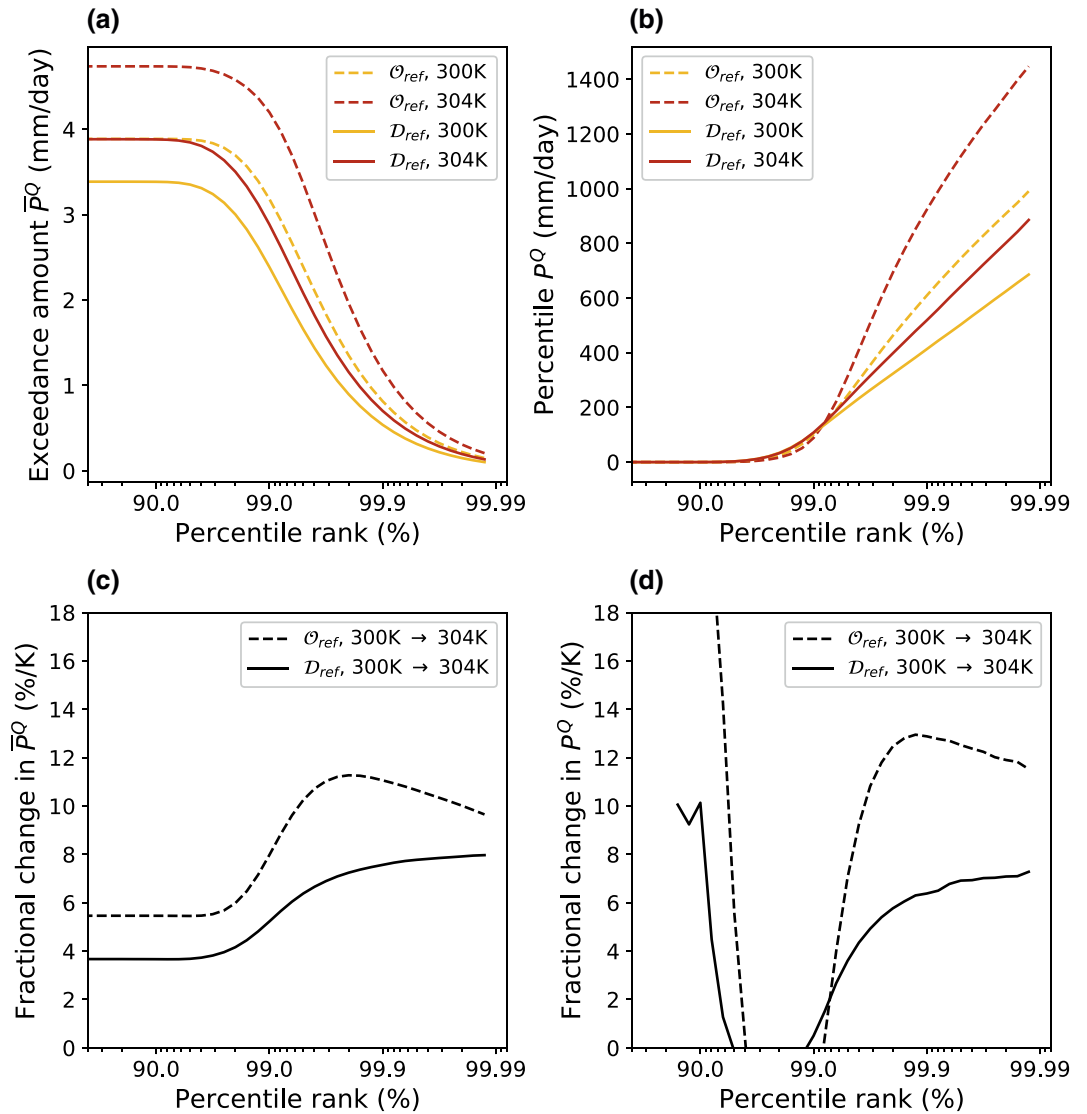 (a)
Exceedance amount P̅^Q (mm/day)
4
3
2
1
0
𝒪_ref, 300K
𝒪_ref, 304K
𝒟_ref, 300K
𝒟_ref, 304K
90.0 99.0 99.9 99.99
Percentile rank (%)
(b)
Percentile P^Q (mm/day)
1400
1200
1000
800
600
400
200
0
𝒪_ref, 300K
𝒪_ref, 304K
𝒟_ref, 300K
𝒟_ref, 304K
90.0 99.0 99.9 99.99
Percentile rank (%)
(c)
Fractional change in P̅^Q (%/K)
18
16
14
12
10
8
6
4
2
0
𝒪_ref, 300K → 304K
𝒟_ref, 300K → 304K
90.0 99.0 99.9 99.99
Percentile rank (%)
(d)
Fractional change in P^Q (%/K)
18
16
14
12
10
8
6
4
2
0
𝒪_ref, 300K → 304K
𝒟_ref, 300K → 304K
90.0 99.0 99.9 99.99
Percentile rank (%)